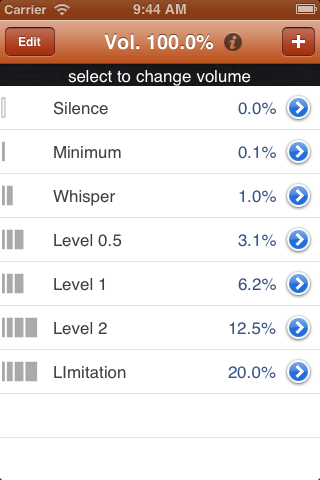 Carrier 9:44 AM
Edit Vol. 100.0% i +
select to change volume
Silence 0.0%
Minimum 0.1%
Whisper 1.0%
Level 0.5 3.1%
Level 1 6.2%
Level 2 12.5%
LImitation 20.0%